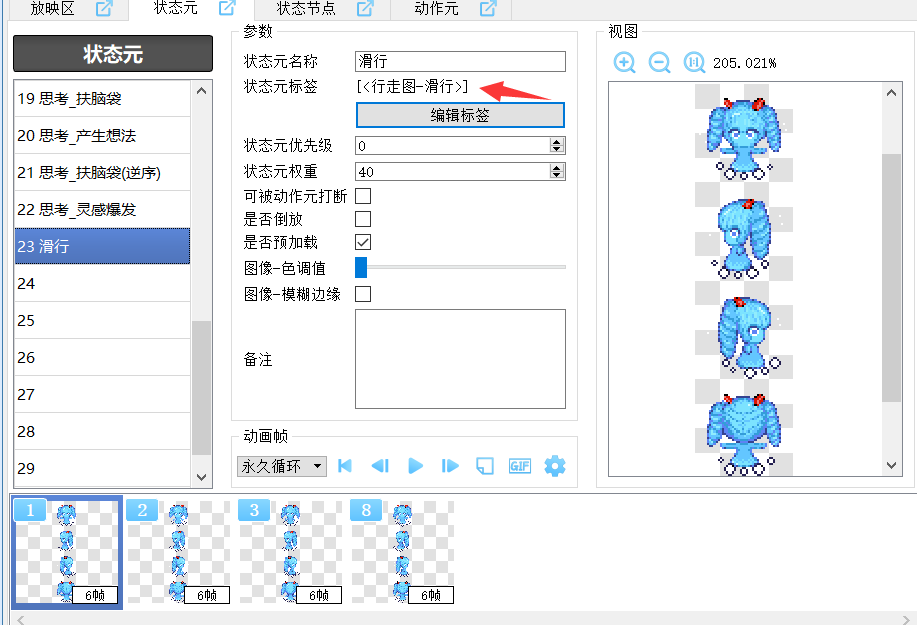 放映区
状态元
状态节点
动作元
状态元
19 思考_扶脑袋
20 思考_产生想法
21 思考_扶脑袋(逆序)
22 思考_灵感爆发
23 滑行
24
25
26
27
28
29
参数
状态元名称
滑行
状态元标签
[<行走图-滑行>]
编辑标签
状态元优先级
0
状态元权重
40
可被动作元打断
是否倒放
是否预加载
图像-色调值
图像-模糊边缘
备注
动画帧
永久循环
GIF
视图
205.021%
1
6帧
2
6帧
3
6帧
8
6帧